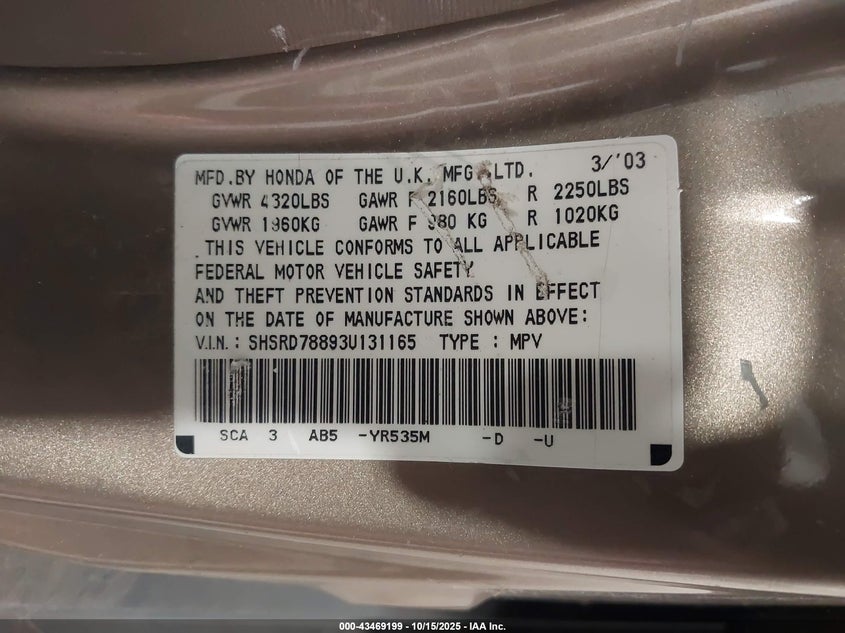 MFD.BY HONDA OF THE U.K. MFG.,LTD. 3/'03
GVWR 4320LBS GAWR F 2160LBS R 2250LBS
GVWR 1960KG GAWR F 980 KG R 1020KG
THIS VEHICLE CONFORMS TO ALL APPLICABLE
FEDERAL MOTOR VEHICLE SAFETY
AND THEFT PREVENTION STANDARDS IN EFFECT
ON THE DATE OF MANUFACTURE SHOWN ABOVE:
V.I.N.: SHSRD78893U131165 TYPE : MPV
SCA 3 AB5 -YR535M -D -U
000-43469199 - 10/15/2025 - IAA Inc.